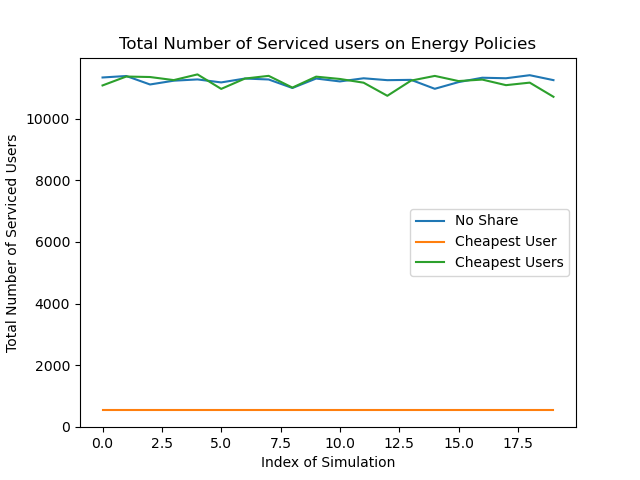 Total Number of Serviced users on Energy Policies
Total Number of Serviced Users
10000
8000
6000
4000
2000
0
No Share
Cheapest User
Cheapest Users
0.0 2.5 5.0 7.5 10.0 12.5 15.0 17.5
Index of Simulation